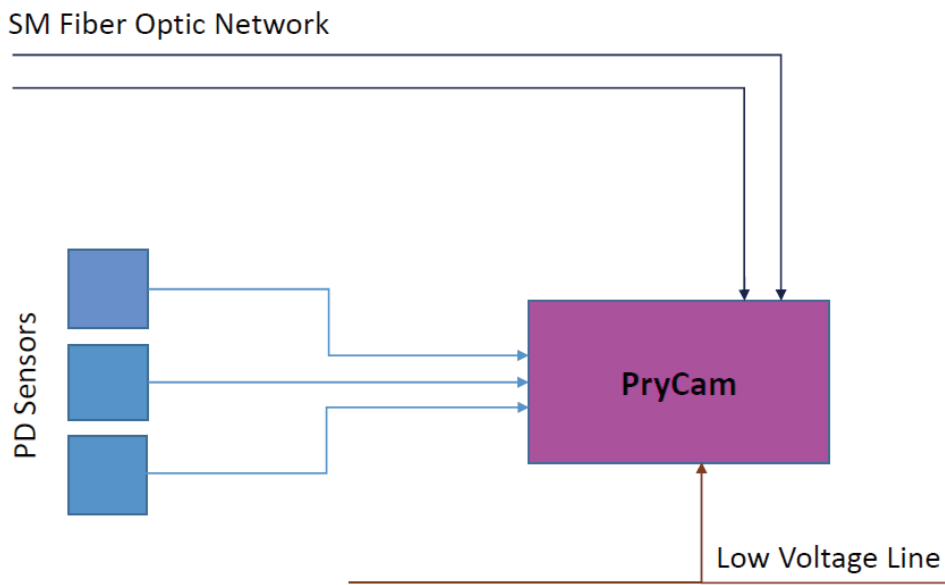 SM Fiber Optic Network
PD Sensors
PryCam
Low Voltage Line